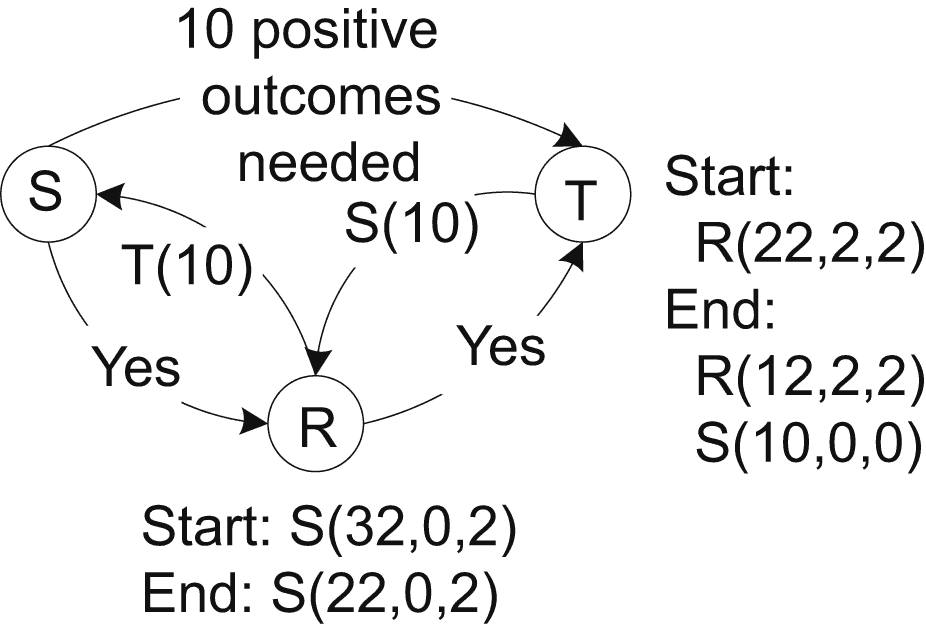 10 positive
outcomes
needed
S
T
S(10)
T(10)
Yes
Yes
R
Start:
R(22,2,2)
End:
R(12,2,2)
S(10,0,0)
Start: S(32,0,2)
End: S(22,0,2)